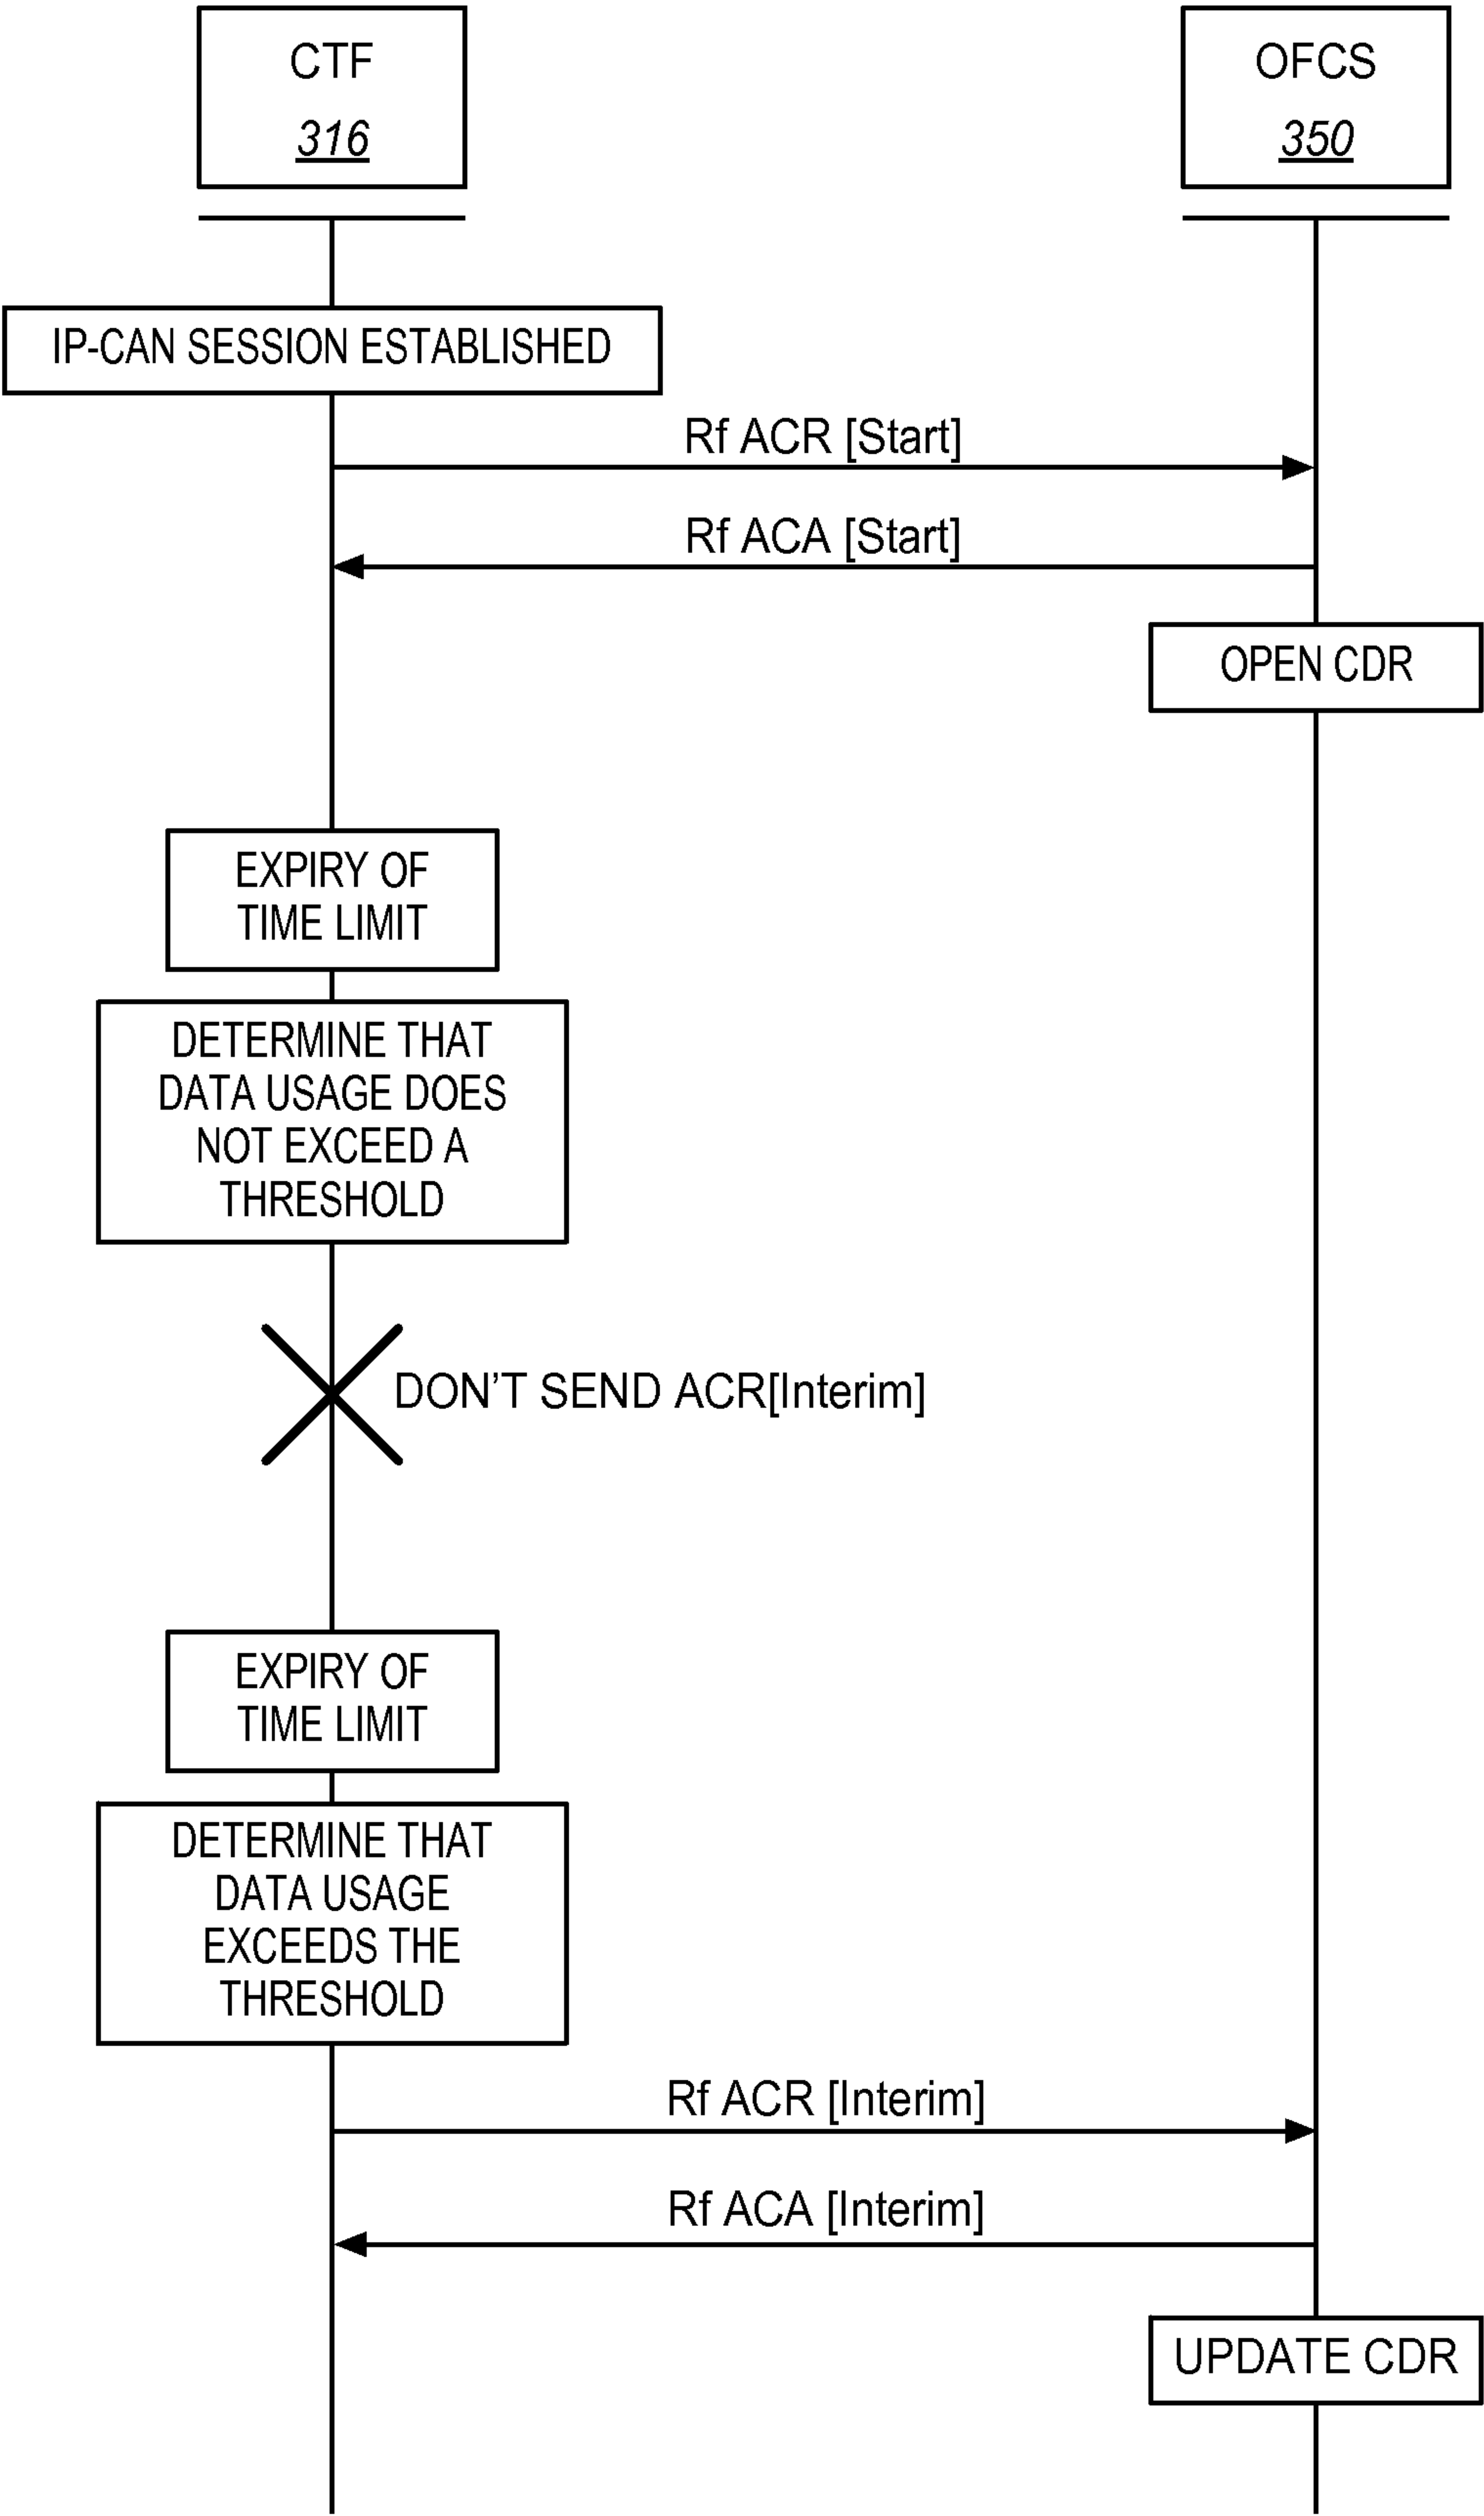 CTF
316
OFCS
350
IP-CAN SESSION ESTABLISHED
Rf ACR [Start]
Rf ACA [Start]
OPEN CDR
EXPIRY OF
TIME LIMIT
DETERMINE THAT
DATA USAGE DOES
NOT EXCEED A
THRESHOLD
DON'T SEND ACR[Interim]
EXPIRY OF
TIME LIMIT
DETERMINE THAT
DATA USAGE
EXCEEDS THE
THRESHOLD
Rf ACR [Interim]
Rf ACA [Interim]
UPDATE CDR